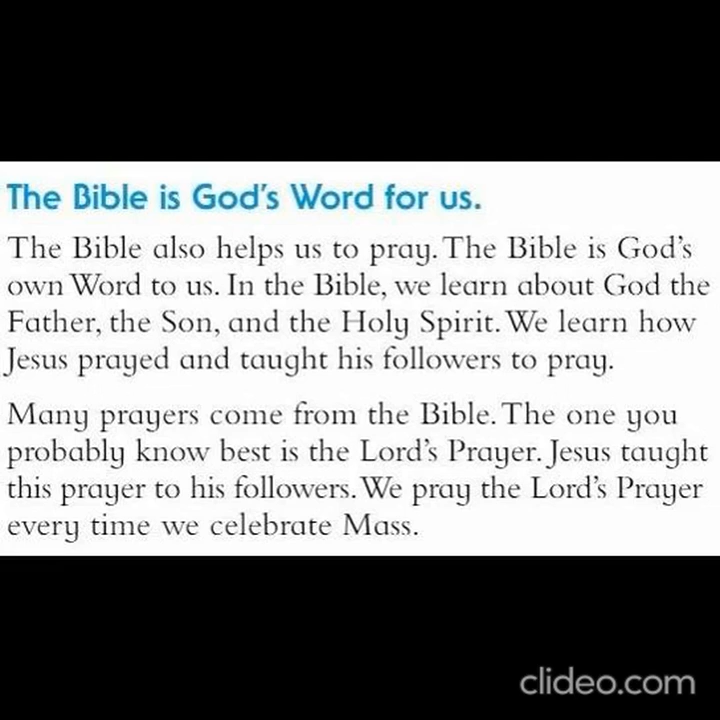 The Bible is God's Word for us.
The Bible also helps us to pray. The Bible is God's
own Word to us. In the Bible, we learn about God the
Father, the Son, and the Holy Spirit. We learn how
Jesus prayed and taught his followers to pray.
Many prayers come from the Bible. The one you
probably know best is the Lord's Prayer. Jesus taught
this prayer to his followers. We pray the Lord's Prayer
every time we celebrate Mass.
clideo.com